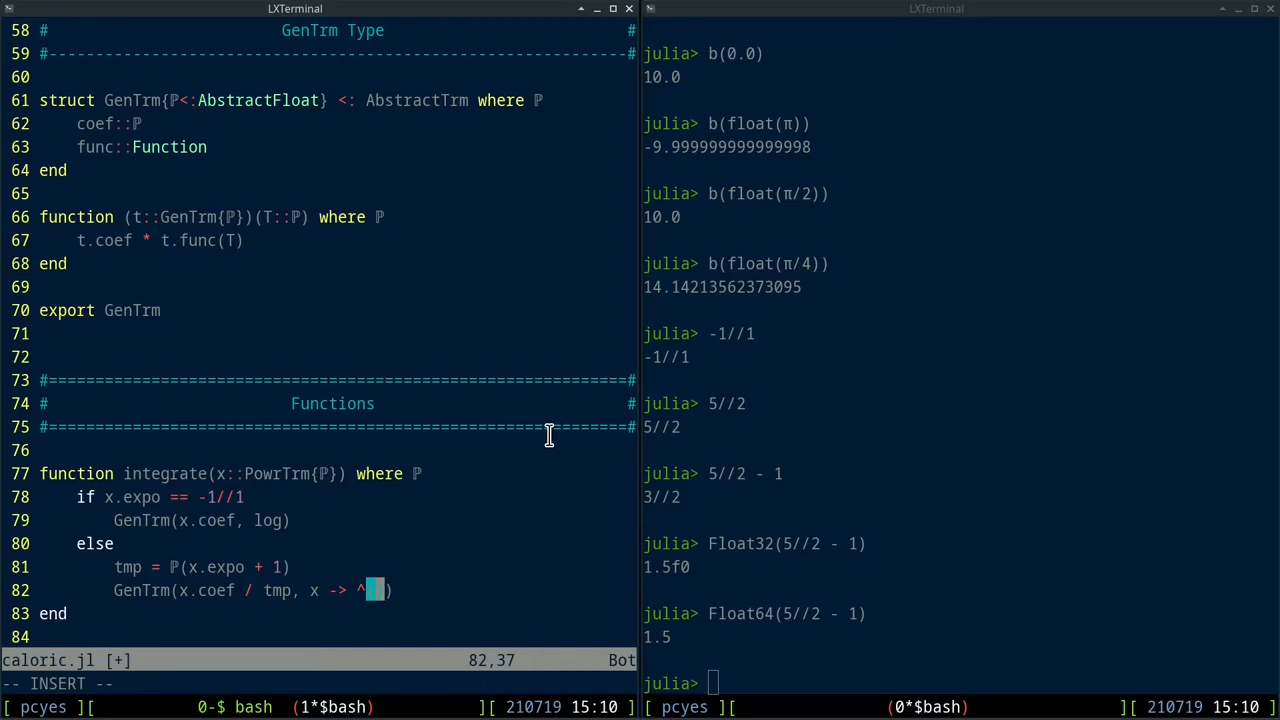 LXTerminal
58 # GenTrm Type #
59 #--------------------------------------------------------------#
60
61 struct GenTrm{ℙ<:AbstractFloat} <: AbstractTrm where ℙ
62     coef::ℙ
63     func::Function
64 end
65
66 function (t::GenTrm{ℙ})(T::ℙ) where ℙ
67     t.coef * t.func(T)
68 end
69
70 export GenTrm
71
72
73 #==============================================================#
74 # Functions #
75 #==============================================================#
76
77 function integrate(x::PowrTrm{ℙ}) where ℙ
78     if x.expo == -1//1
79         GenTrm(x.coef, log)
80     else
81         tmp = ℙ(x.expo + 1)
82         GenTrm(x.coef / tmp, x -> ^())
83 end
84
caloric.jl [+] 82,37 Bot
-- INSERT --
[ pcyes ][ 0-$ bash (1*$bash) ][ 210719 15:10 ]
LXTerminal
julia> b(0.0)
10.0
julia> b(float(π))
-9.999999999999998
julia> b(float(π/2))
10.0
julia> b(float(π/4))
14.14213562373095
julia> -1//1
-1//1
julia> 5//2
5//2
julia> 5//2 - 1
3//2
julia> Float32(5//2 - 1)
1.5f0
julia> Float64(5//2 - 1)
1.5
julia>
[ pcyes ][ (0*$bash) ][ 210719 15:10 ]